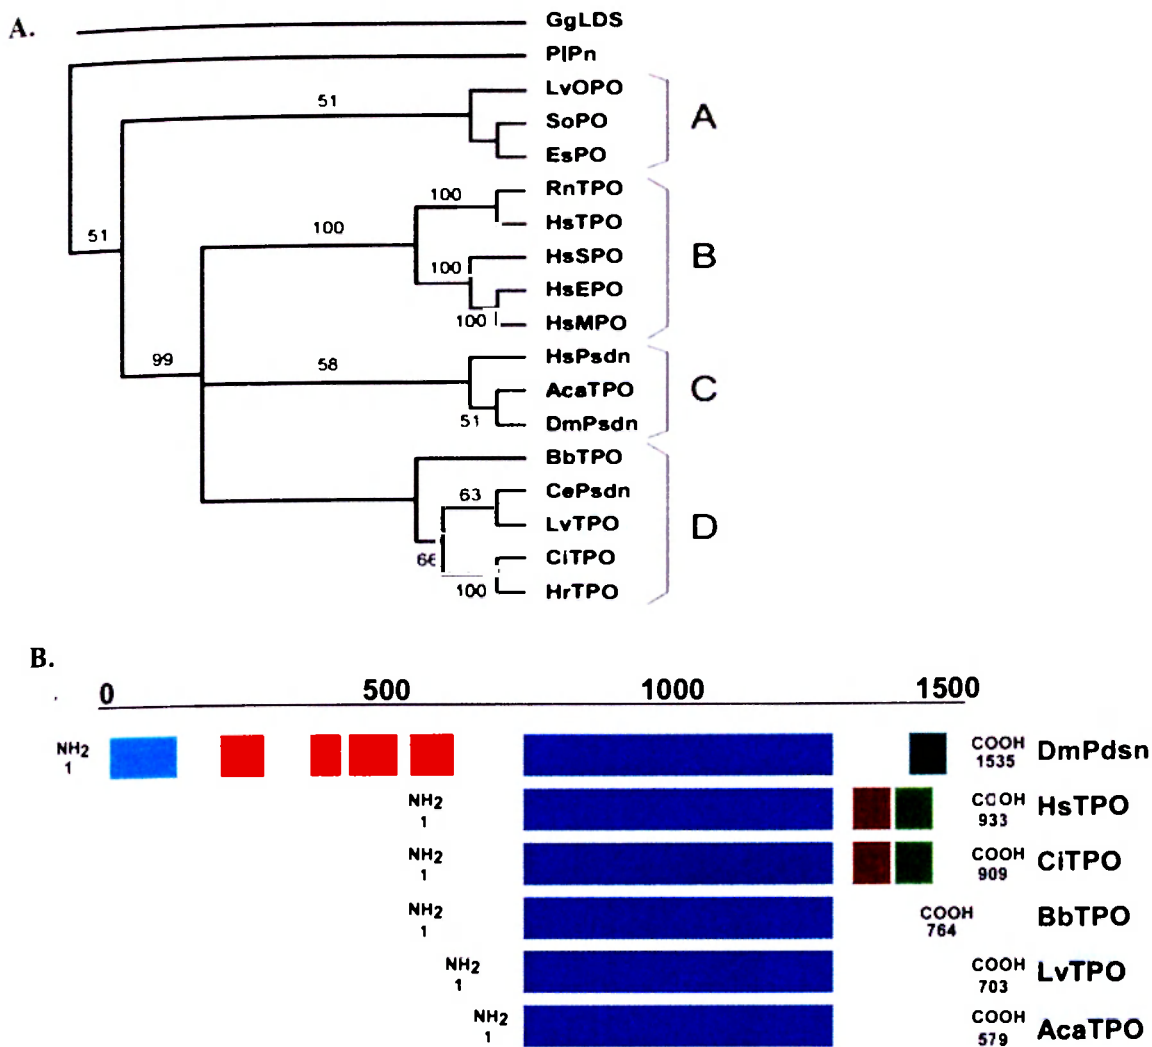 A.
GgLDS
PlPn
LvOPO
51
SoPO
A
EsPO
RnTPO
100
HsTPO
51
100
HsSPO
B
100
HsEPO
100
HsMPO
99
58
HsPsdn
AcaTPO
C
51
DmPsdn
BbTPO
63
CePsdn
LvTPO
D
66
CiTPO
100
HrTPO
B.
0 500 1000 1500
NH2 COOH DmPdsn
1 1535
NH2 COOH HsTPO
1 933
NH2 COOH CiTPO
1 909
NH2 COOH BbTPO
1 764
NH2 COOH LvTPO
1 703
NH2 COOH AcaTPO
1 579